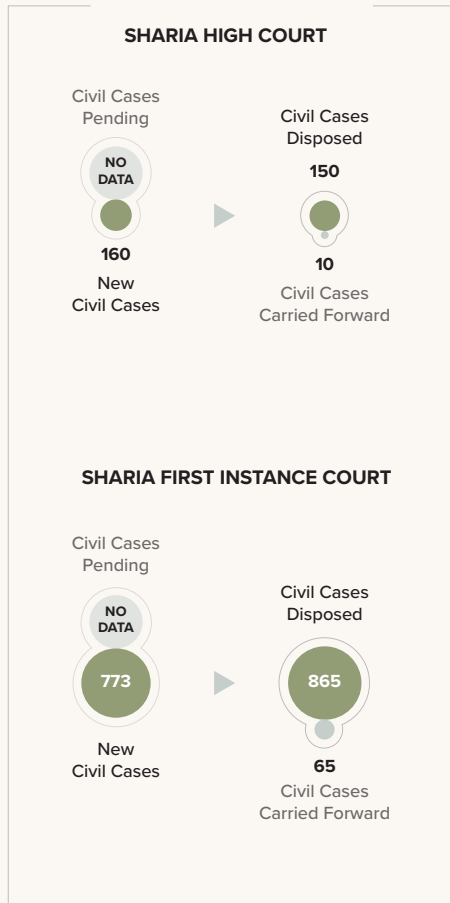 SHARIA HIGH COURT
Civil Cases
Pending
NO
DATA
160
New
Civil Cases
Civil Cases
Disposed
150
10
Civil Cases
Carried Forward
SHARIA FIRST INSTANCE COURT
Civil Cases
Pending
NO
DATA
773
New
Civil Cases
Civil Cases
Disposed
865
65
Civil Cases
Carried Forward